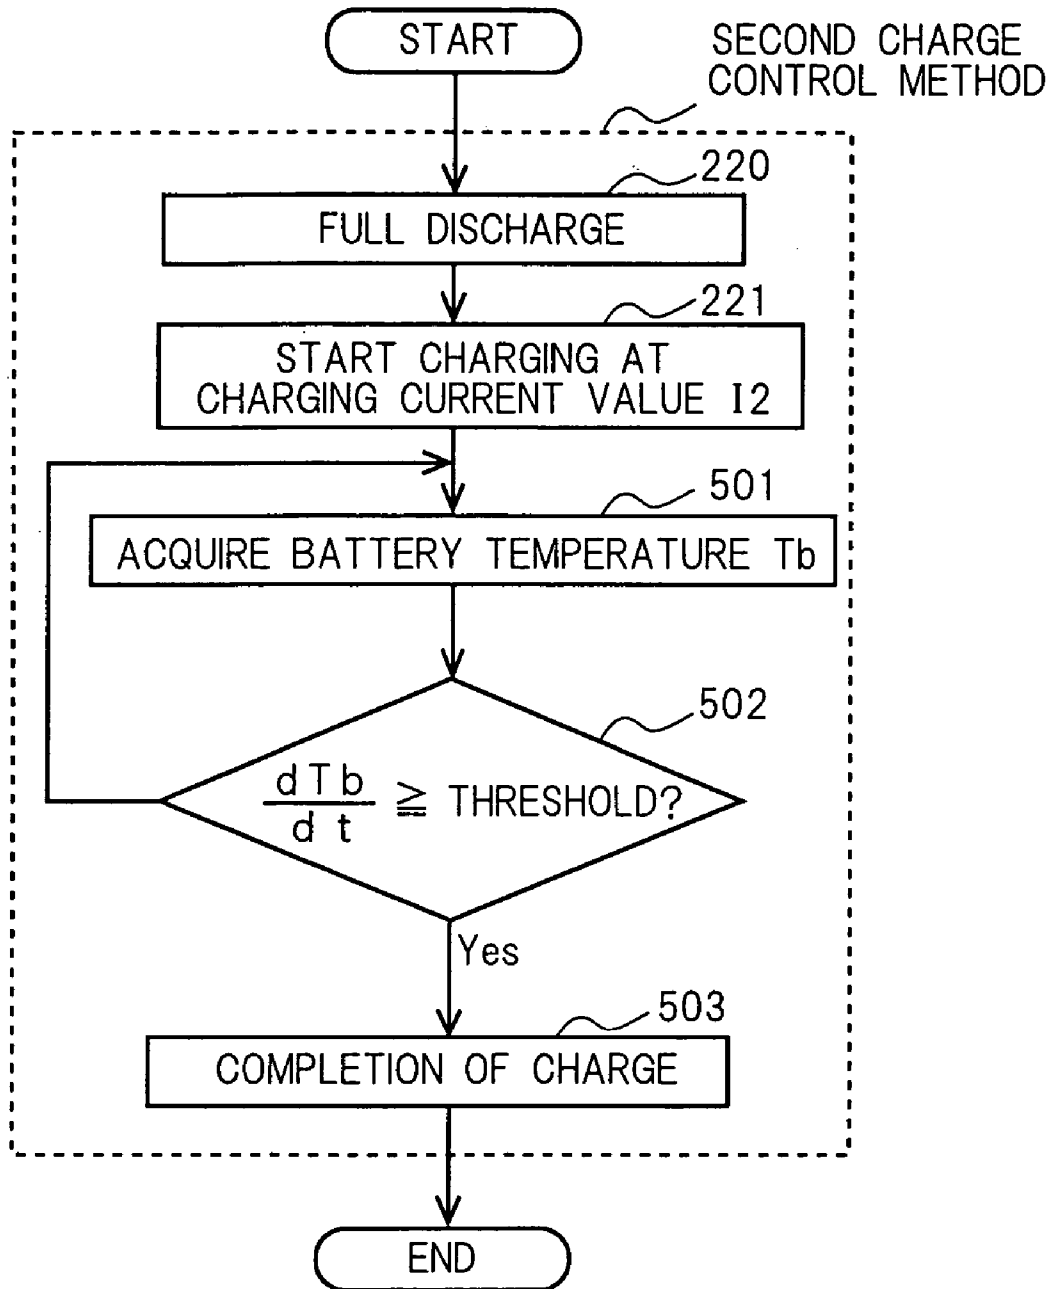 START
SECOND CHARGE
CONTROL METHOD
220
FULL DISCHARGE
221
START CHARGING AT
CHARGING CURRENT VALUE I2
501
ACQUIRE BATTERY TEMPERATURE Tb
502
dTb
dt
≧ THRESHOLD?
Yes
503
COMPLETION OF CHARGE
END